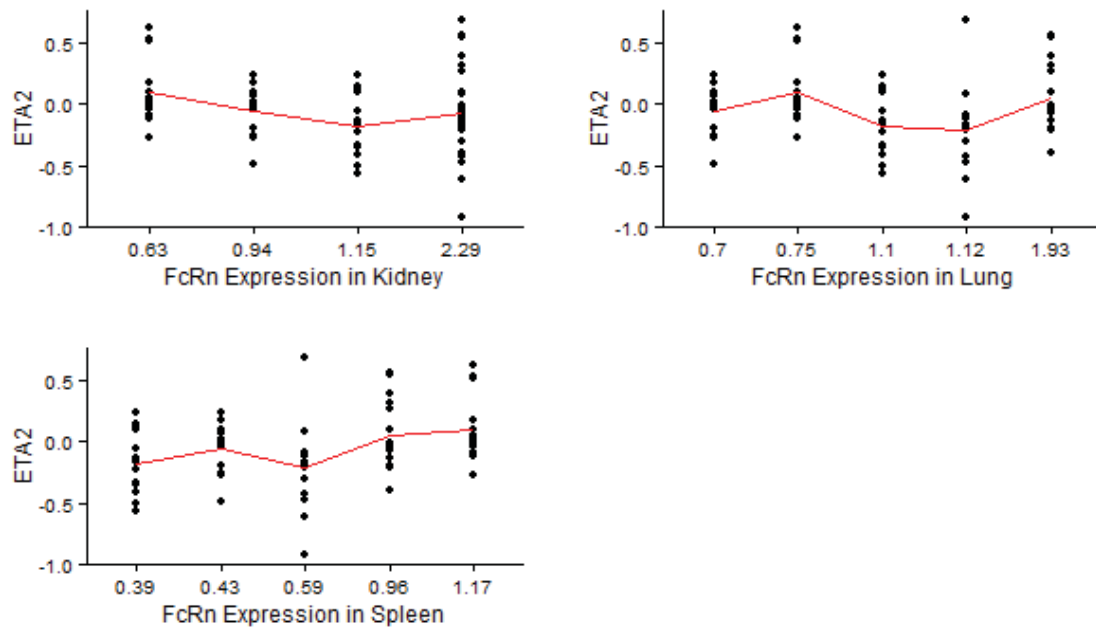 0.5
0.0
-0.5
-1.0
ETA2
0.63 0.94 1.15 2.29
FcRn Expression in Kidney
0.5
0.0
-0.5
-1.0
ETA2
0.7 0.75 1.1 1.12 1.93
FcRn Expression in Lung
0.5
0.0
-0.5
-1.0
ETA2
0.39 0.43 0.59 0.96 1.17
FcRn Expression in Spleen